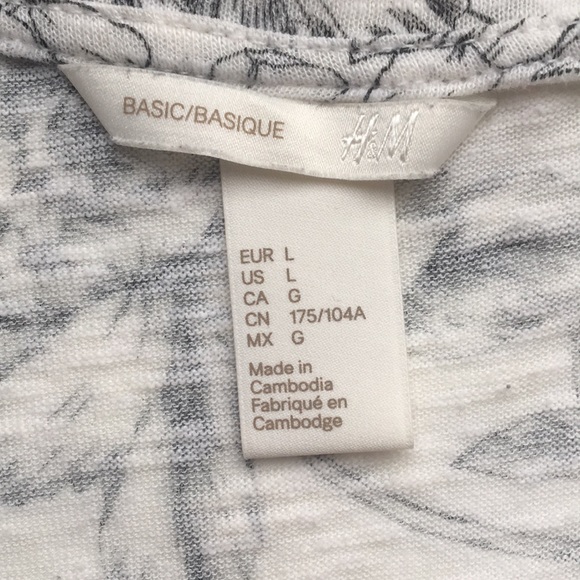 BASIC/BASIQUE H&M
EUR L
US L
CA G
CN 175/104A
MX G
Made in
Cambodia
Fabriqué en
Cambodge